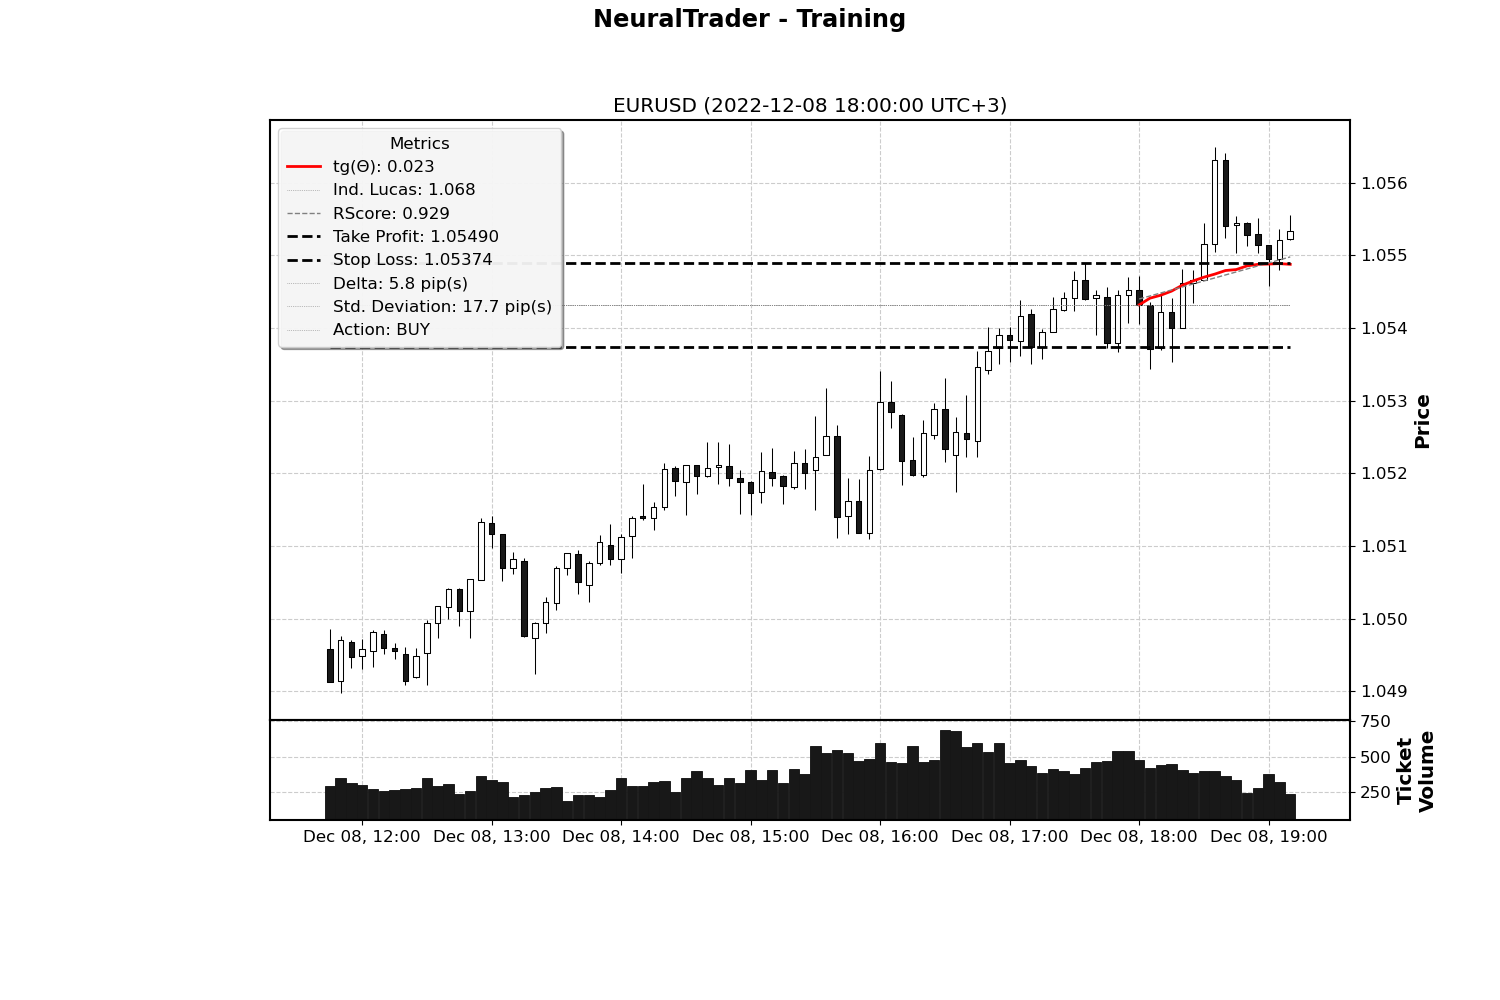 NeuralTrader - Training
EURUSD (2022-12-08 18:00:00 UTC+3)
Metrics
tg(Θ): 0.023
Ind. Lucas: 1.068
RScore: 0.929
Take Profit: 1.05490
Stop Loss: 1.05374
Delta: 5.8 pip(s)
Std. Deviation: 17.7 pip(s)
Action: BUY
1.056
1.055
1.054
1.053
1.052
1.051
1.050
1.049
Price
750
500
250
Ticket
Volume
Dec 08, 12:00
Dec 08, 13:00
Dec 08, 14:00
Dec 08, 15:00
Dec 08, 16:00
Dec 08, 17:00
Dec 08, 18:00
Dec 08, 19:00